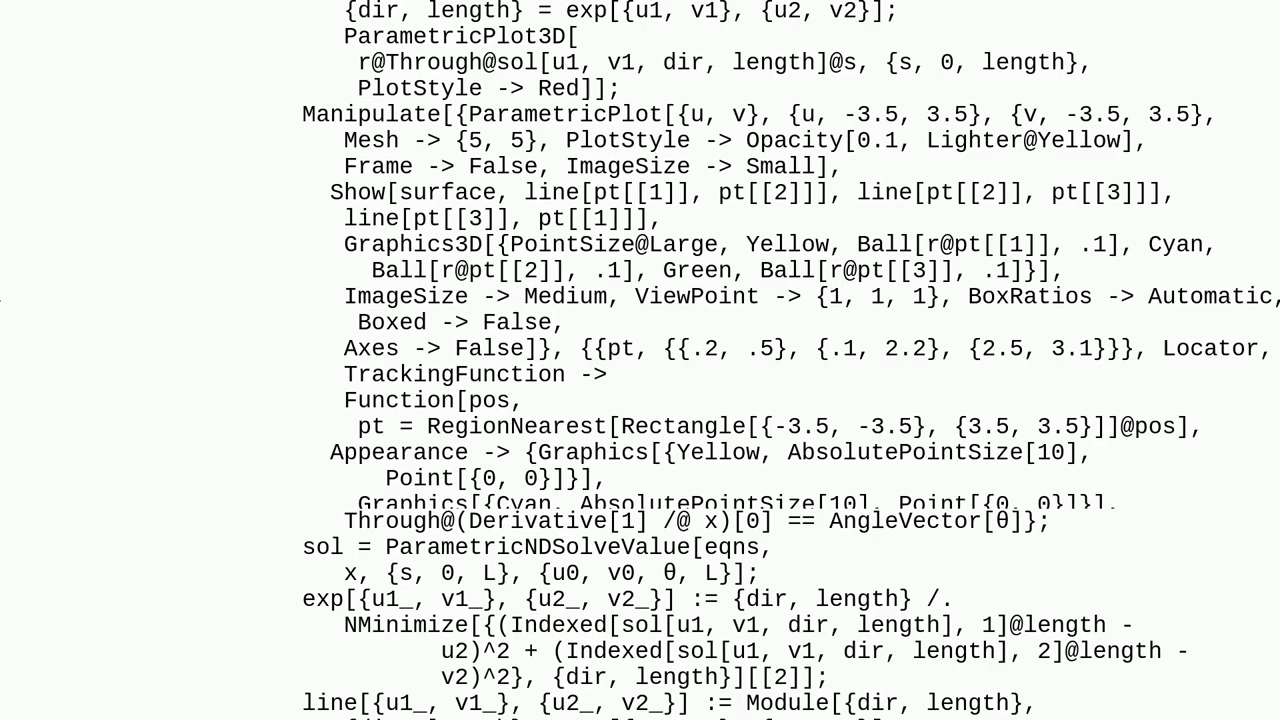 {dir, length} = exp[{u1, v1}, {u2, v2}];
ParametricPlot3D[
r@Through@sol[u1, v1, dir, length]@s, {s, 0, length},
PlotStyle -> Red]];
Manipulate[{ParametricPlot[{u, v}, {u, -3.5, 3.5}, {v, -3.5, 3.5},
Mesh -> {5, 5}, PlotStyle -> Opacity[0.1, Lighter@Yellow],
Frame -> False, ImageSize -> Small],
Show[surface, line[pt[[1]], pt[[2]]], line[pt[[2]], pt[[3]]],
line[pt[[3]], pt[[1]]],
Graphics3D[{PointSize@Large, Yellow, Ball[r@pt[[1]], .1], Cyan,
Ball[r@pt[[2]], .1], Green, Ball[r@pt[[3]], .1]}],
ImageSize -> Medium, ViewPoint -> {1, 1, 1}, BoxRatios -> Automatic,
Boxed -> False,
Axes -> False]}, {{pt, {{.2, .5}, {.1, 2.2}, {2.5, 3.1}}}, Locator,
TrackingFunction ->
Function[pos,
pt = RegionNearest[Rectangle[{-3.5, -3.5}, {3.5, 3.5}]]@pos],
Appearance -> {Graphics[{Yellow, AbsolutePointSize[10],
Point[{0, 0}]}],
Graphics[{Cyan, AbsolutePointSize[10], Point[{0, 0}]}],
Through@(Derivative[1] /@ x)[0] == AngleVector[θ]};
sol = ParametricNDSolveValue[eqns,
x, {s, 0, L}, {u0, v0, θ, L}];
exp[{u1_, v1_}, {u2_, v2_}] := {dir, length} /.
NMinimize[{(Indexed[sol[u1, v1, dir, length], 1]@length -
u2)^2 + (Indexed[sol[u1, v1, dir, length], 2]@length -
v2)^2}, {dir, length}][[2]];
line[{u1_, v1_}, {u2_, v2_}] := Module[{dir, length},